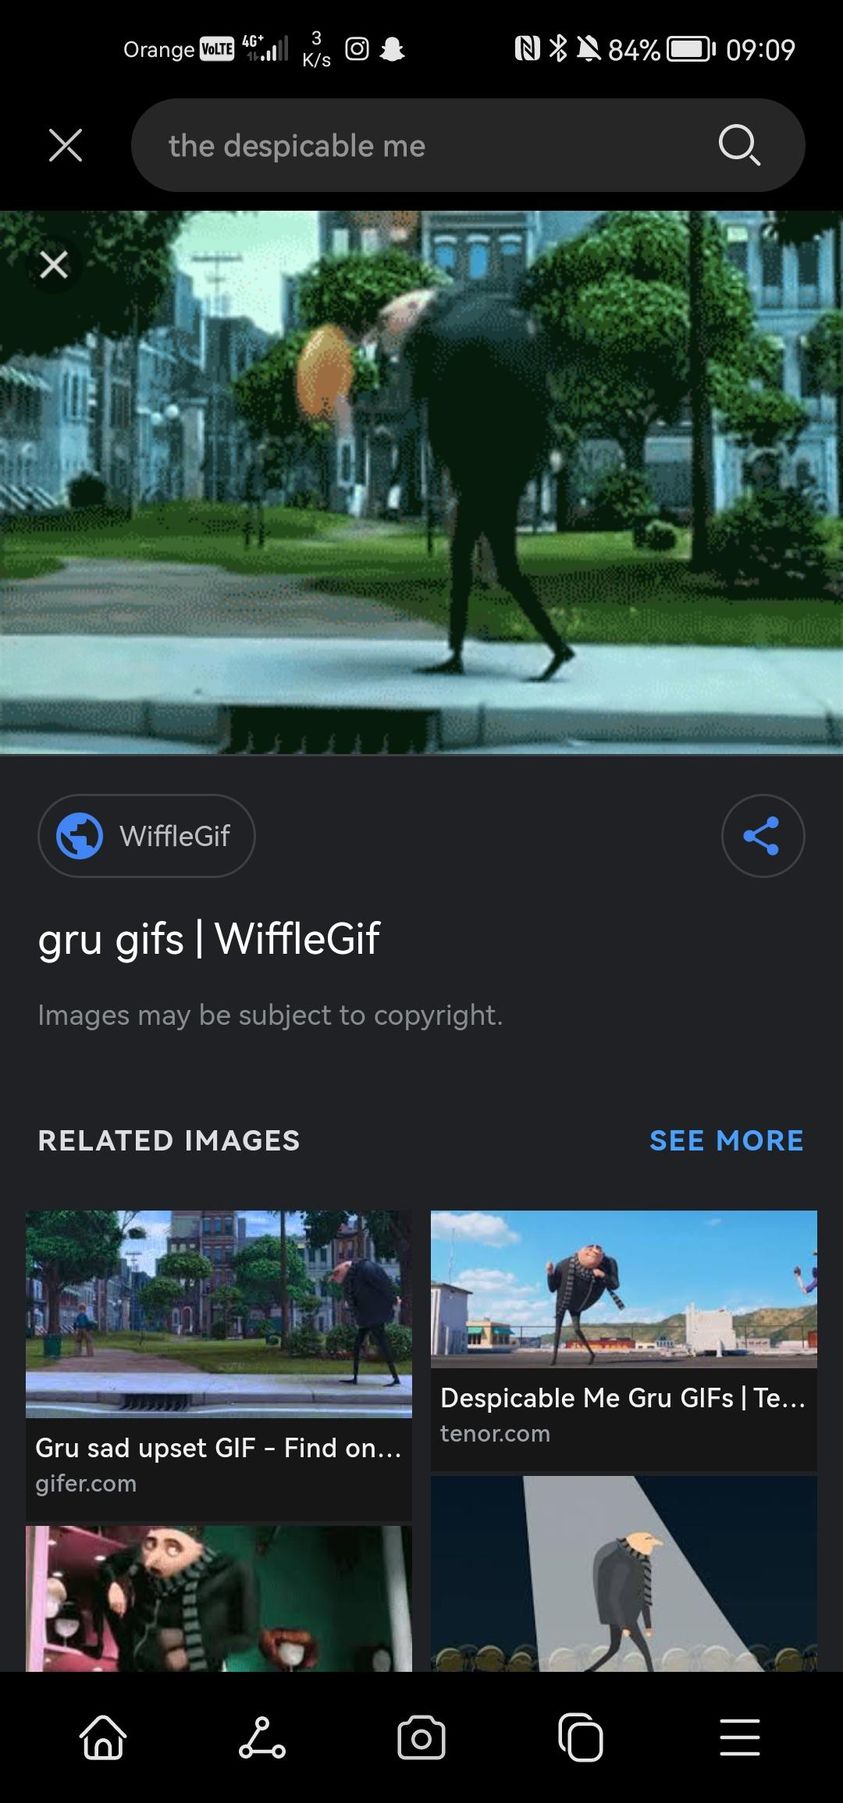 Orange VoLTE 4G+ 3 K/s 84% 09:09
the despicable me
WiffleGif
gru gifs | WiffleGif
Images may be subject to copyright.
RELATED IMAGES SEE MORE
Despicable Me Gru GIFs | Te...
tenor.com
Gru sad upset GIF - Find on...
gifer.com